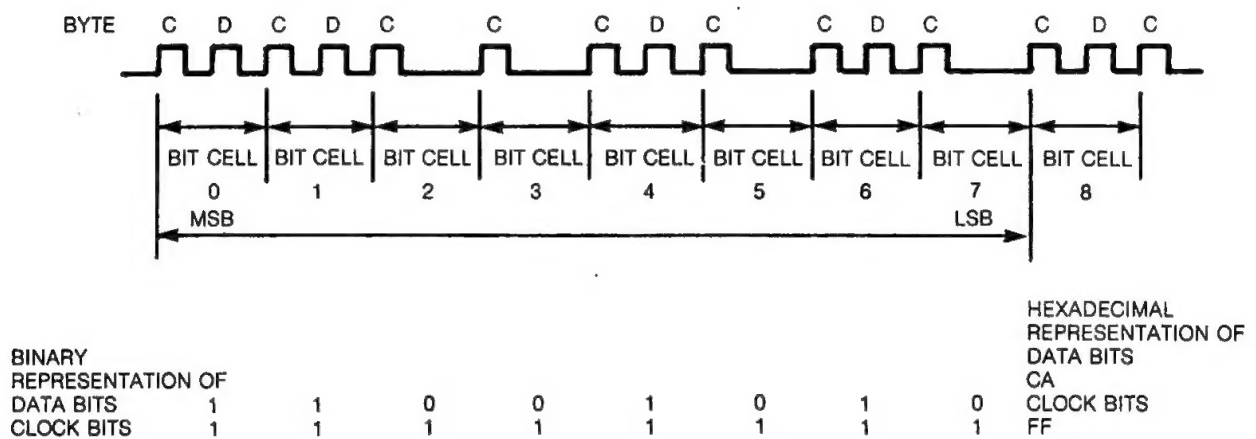 BYTE C D C D C C C D C C D C C D C
BIT CELL BIT CELL BIT CELL BIT CELL BIT CELL BIT CELL BIT CELL BIT CELL BIT CELL
0 1 2 3 4 5 6 7 8
MSB LSB
HEXADECIMAL
REPRESENTATION OF
BINARY DATA BITS
REPRESENTATION OF CA
DATA BITS 1 1 0 0 1 0 1 0 CLOCK BITS
CLOCK BITS 1 1 1 1 1 1 1 1 FF